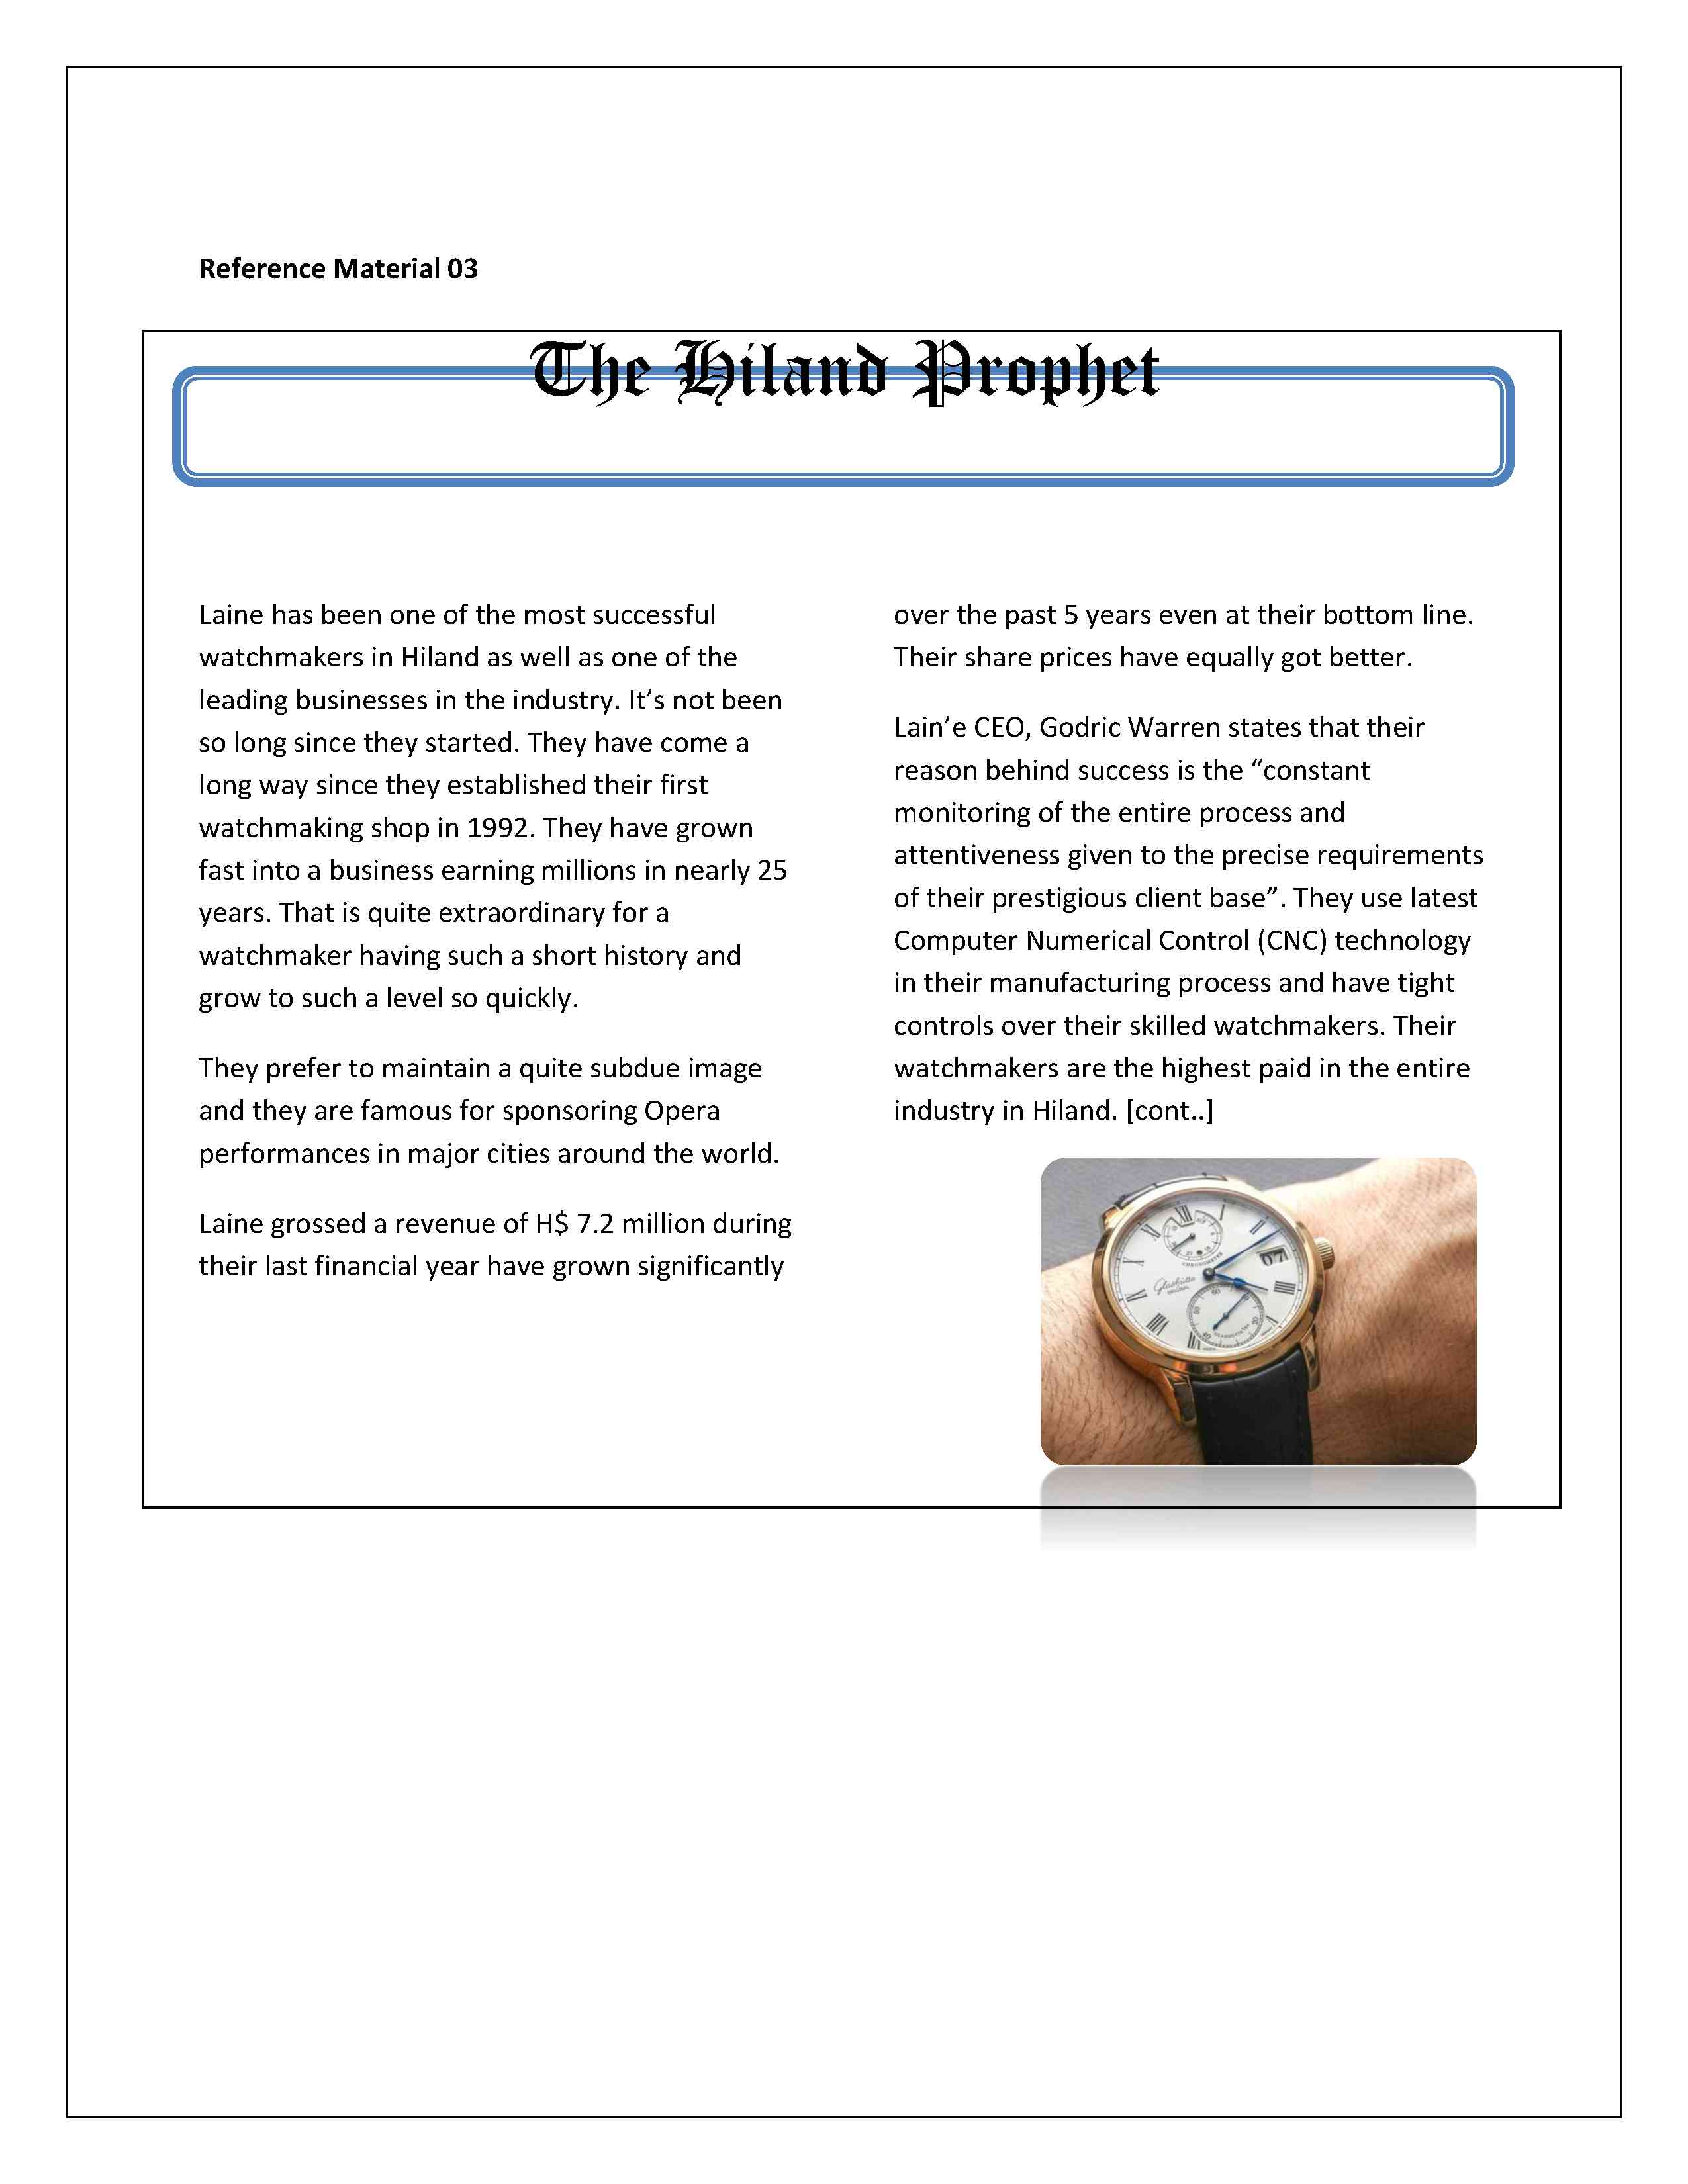 Reference Material 03
The Hiland Prophet
Laine has been one of the most successful
watchmakers in Hiland as well as one of the
leading businesses in the industry. It’s not been
so long since they started. They have come a
long way since they established their first
watchmaking shop in 1992. They have grown
fast into a business earning millions in nearly 25
years. That is quite extraordinary for a
watchmaker having such a short history and
grow to such a level so quickly.
They prefer to maintain a quite subdue image
and they are famous for sponsoring Opera
performances in major cities around the world.
Laine grossed a revenue of H$ 7.2 million during
their last financial year have grown significantly
over the past 5 years even at their bottom line.
Their share prices have equally got better.
Lain’e CEO, Godric Warren states that their
reason behind success is the “constant
monitoring of the entire process and
attentiveness given to the precise requirements
of their prestigious client base”. They use latest
Computer Numerical Control (CNC) technology
in their manufacturing process and have tight
controls over their skilled watchmakers. Their
watchmakers are the highest paid in the entire
industry in Hiland. [cont..]
CHRONOMETER
07
Glashütte
ORIGINAL